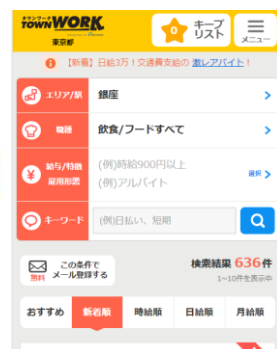 タウンワーク
TOWNWORK
東京都
キープ
リスト
メニュー
【新着】日給3万！交通費支給の 激レアバイト！
エリア/駅 銀座
職種 飲食/フードすべて
給与/特徴
雇用形態
(例)時給900円以上
(例)アルバイト
選択
キーワード (例)日払い、短期
無料
この条件で
メール登録する
検索結果 636件
1～10件を表示中
おすすめ 新着順 時給順 日給順 月給順